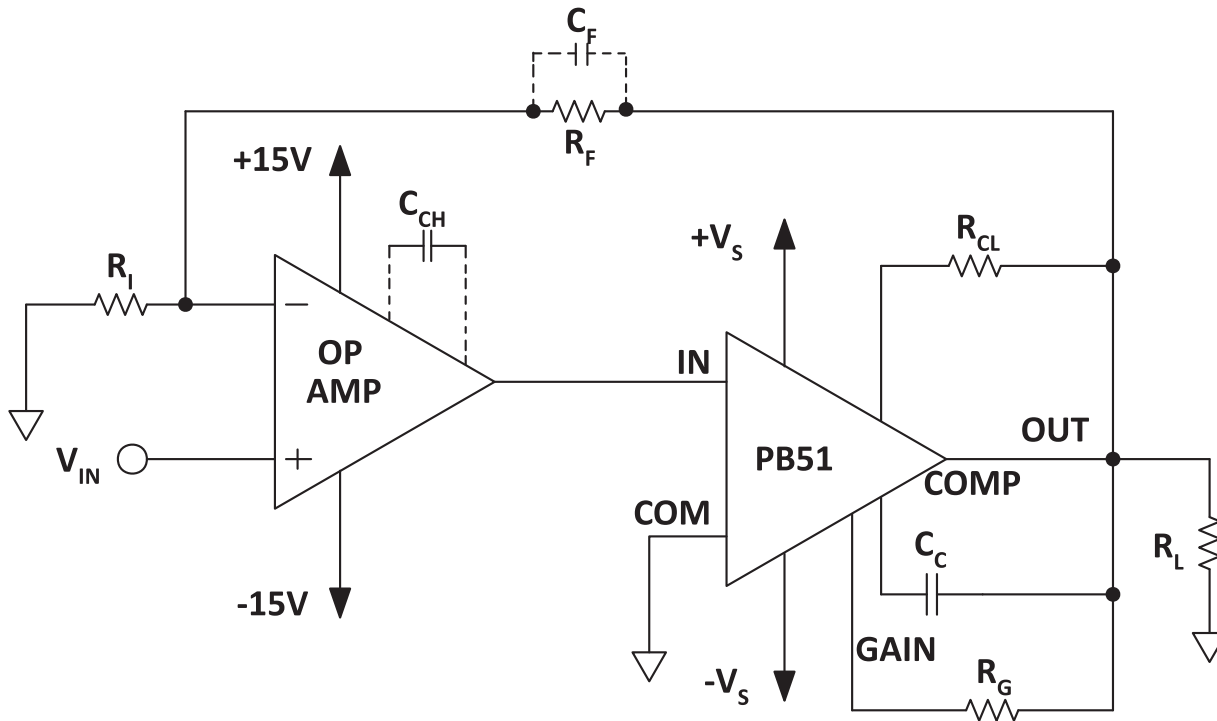 C_F
R_F
+15V
C_CH
+V_S
R_CL
R_I
−
OP
AMP
IN
OUT
V_IN
+
PB51
COMP
COM
C_C
R_L
-15V
GAIN
-V_S
R_G